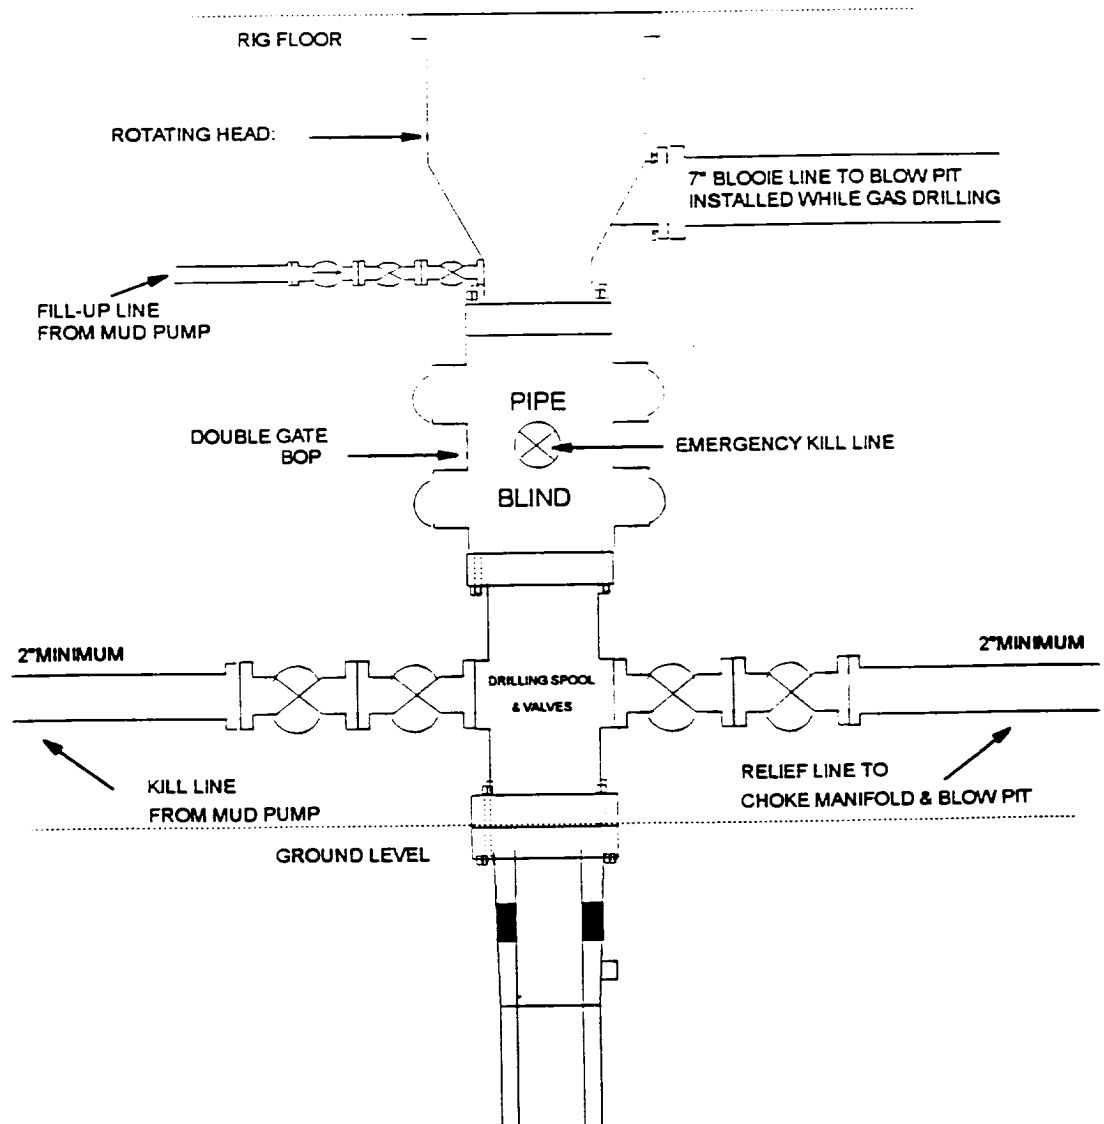 RIG FLOOR
ROTATING HEAD:
7" BLOOIE LINE TO BLOW PIT
INSTALLED WHILE GAS DRILLING
FILL-UP LINE
FROM MUD PUMP
PIPE
DOUBLE GATE
BOP
EMERGENCY KILL LINE
BLIND
2"MINIMUM
2"MINIMUM
DRILLING SPOOL
& VALVES
KILL LINE
FROM MUD PUMP
RELIEF LINE TO
CHOKE MANIFOLD & BLOW PIT
GROUND LEVEL